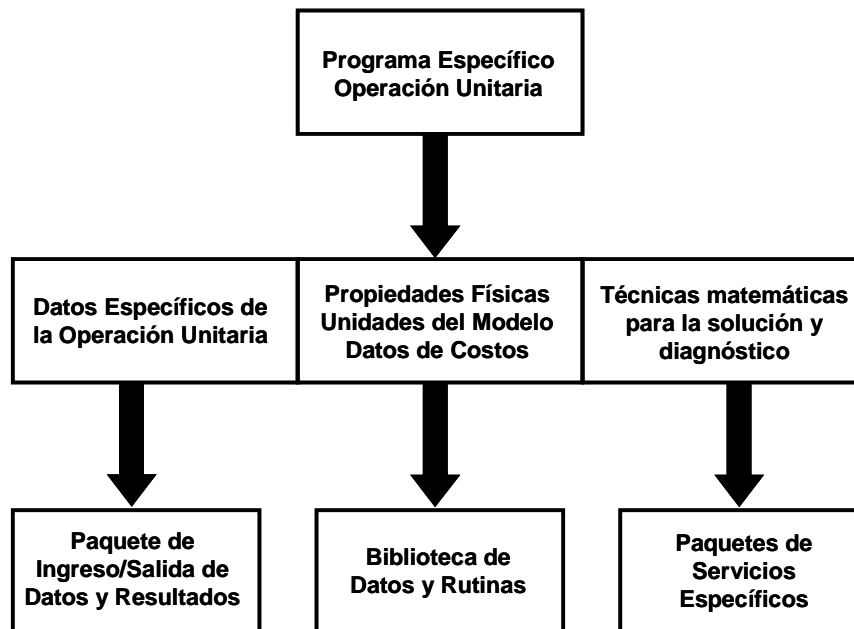 Programa Específico
Operación Unitaria
Datos Específicos de
la Operación Unitaria
Propiedades Físicas
Unidades del Modelo
Datos de Costos
Técnicas matemáticas
para la solución y
diagnóstico
Paquete de
Ingreso/Salida de
Datos y Resultados
Biblioteca de
Datos y Rutinas
Paquetes de
Servicios
Específicos